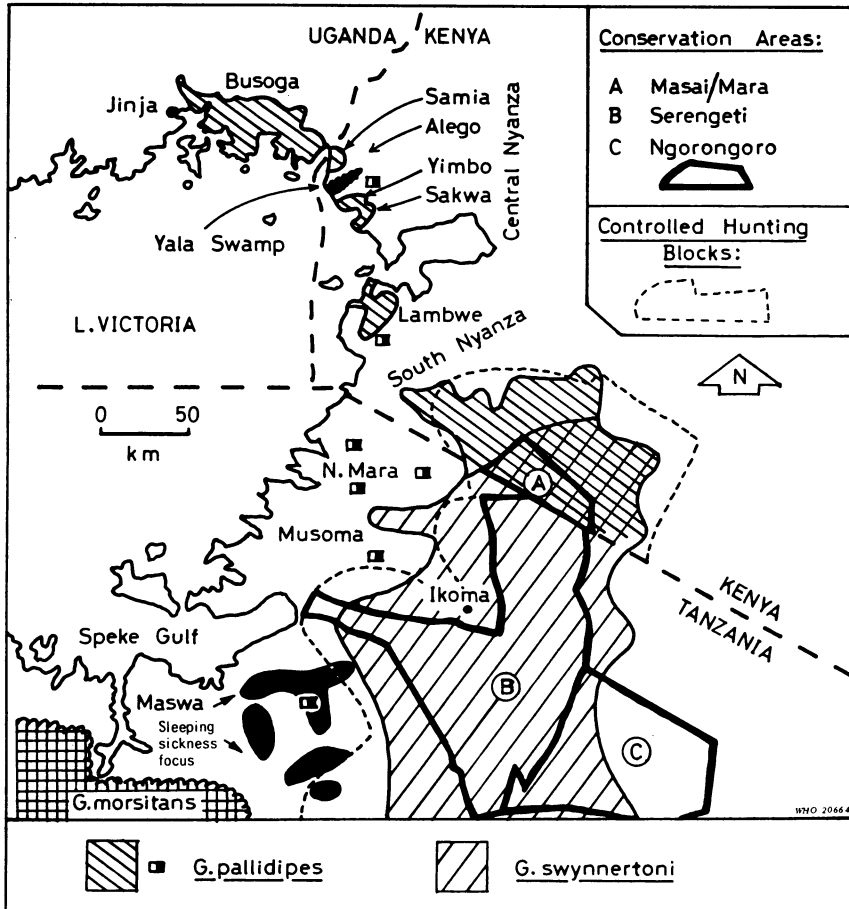 UGANDA KENYA
Busoga
Jinja
Samia
Alego
Yimbo
Sakwa
Central Nyanza
Yala Swamp
L. VICTORIA
Lambwe
South Nyanza
0 50
km
N. Mara
Musoma
Ikoma
Speke Gulf
Maswa
Sleeping
sickness
focus
G. morsitans
A
B
C
KENYA
TANZANIA
Conservation Areas:
A Masai/Mara
B Serengeti
C Ngorongoro
Controlled Hunting
Blocks:
N
WHO 20664
G. pallidipes
G. swynnertoni